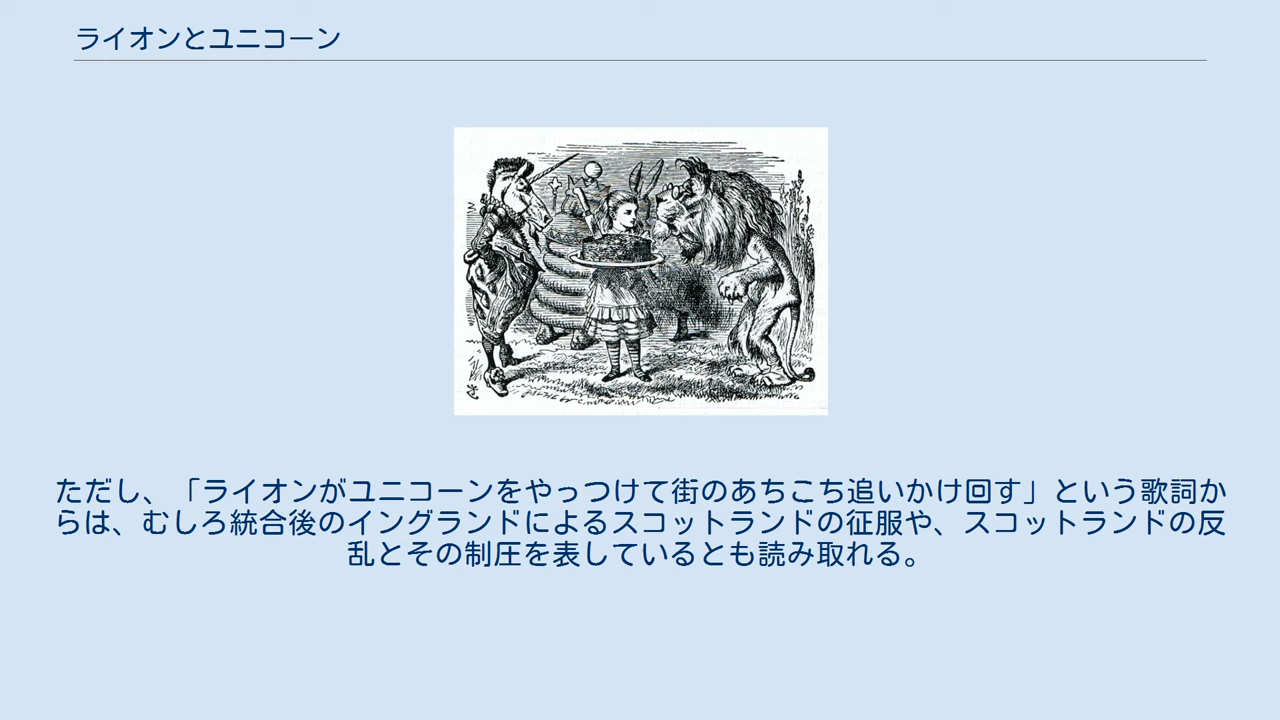 ライオンとユニコーン
ただし、「ライオンがユニコーンをやっつけて街のあちこち追いかけ回す」という歌詞か
らは、むしろ統合後のイングランドによるスコットランドの征服や、スコットランドの反
乱とその制圧を表しているとも読み取れる。